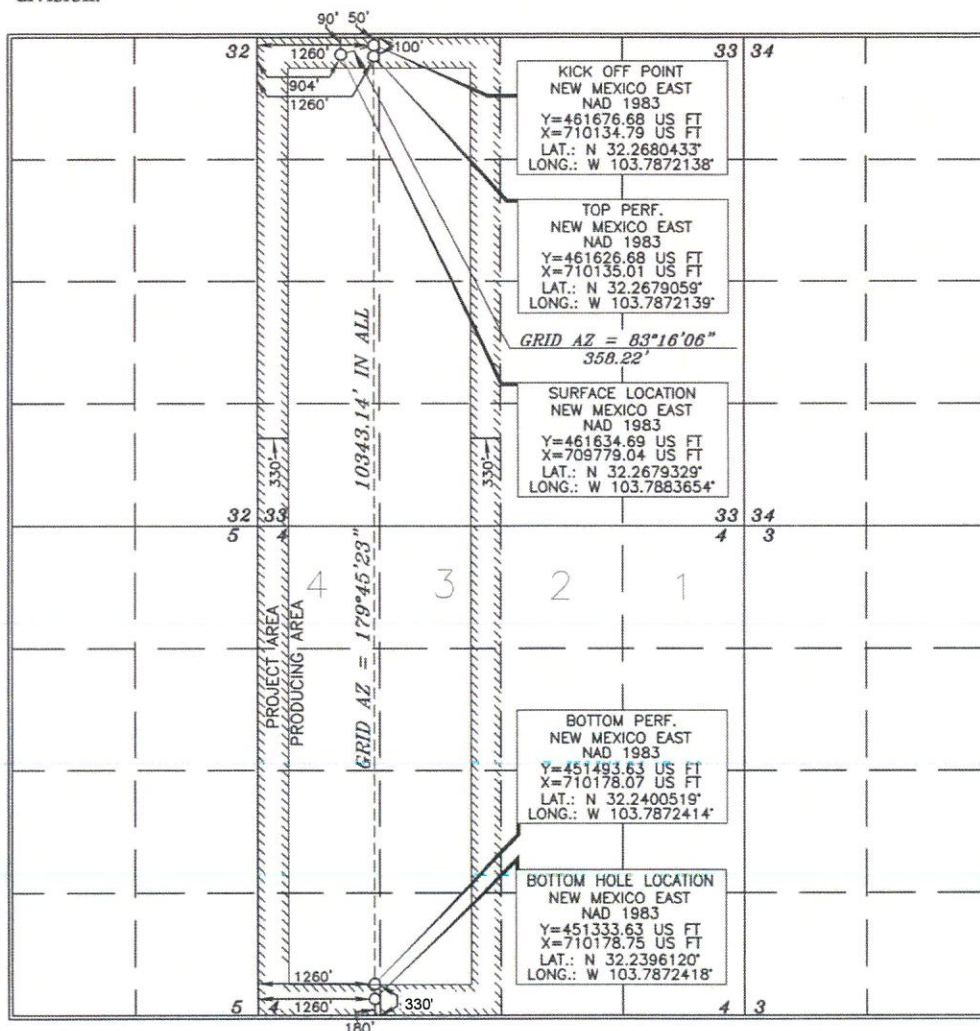 90' 50'
32 1260' 100' 33 34
904'
1260'
KICK OFF POINT
NEW MEXICO EAST
NAD 1983
Y=461676.68 US FT
X=710134.79 US FT
LAT.: N 32.2680433°
LONG.: W 103.7872138°
TOP PERF.
NEW MEXICO EAST
NAD 1983
Y=461626.68 US FT
X=710135.01 US FT
LAT.: N 32.2679059°
LONG.: W 103.7872139°
GRID AZ = 83°16'06"
358.22'
SURFACE LOCATION
NEW MEXICO EAST
NAD 1983
Y=461634.69 US FT
X=709779.04 US FT
LAT.: N 32.2679329°
LONG.: W 103.7883654°
330' 330'
GRID AZ = 179°45'23" 10343.14' IN ALL
32 33 33 34
5 4 4 3
4 3 2 1
PROJECT AREA
PRODUCING AREA
BOTTOM PERF.
NEW MEXICO EAST
NAD 1983
Y=451493.63 US FT
X=710178.07 US FT
LAT.: N 32.2400519°
LONG.: W 103.7872414°
BOTTOM HOLE LOCATION
NEW MEXICO EAST
NAD 1983
Y=451333.63 US FT
X=710178.75 US FT
LAT.: N 32.2396120°
LONG.: W 103.7872418°
1260'
1260' 330'
5 4 4 3
180'